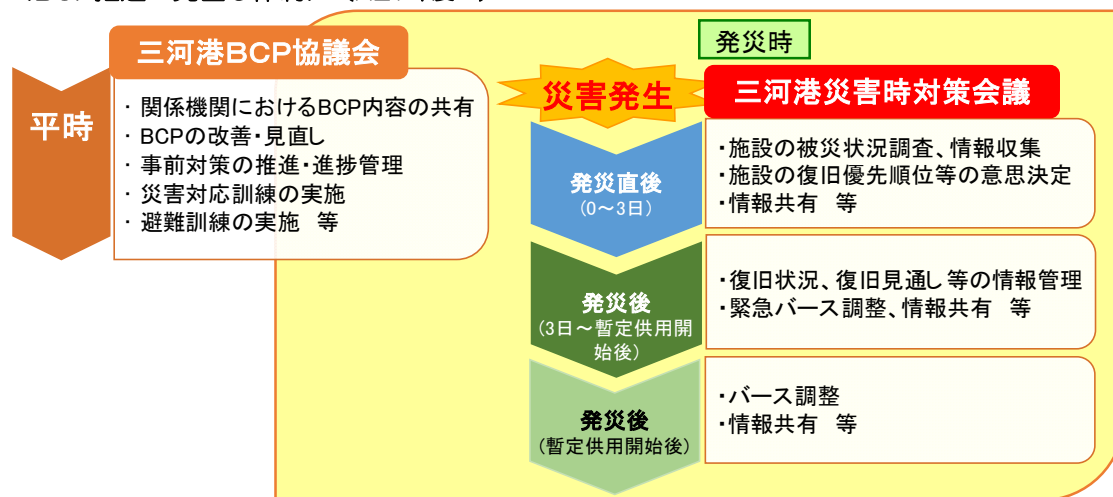 三河港BCP協議会
平時
・ 関係機関におけるBCP内容の共有
・ BCPの改善・見直し
・ 事前対策の推進・進捗管理
・ 災害対応訓練の実施
・ 避難訓練の実施 等
発災時
災害発生
三河港災害時対策会議
発災直後
(0～3日)
・施設の被災状況調査、情報収集
・施設の復旧優先順位等の意思決定
・情報共有 等
発災後
(3日～暫定供用開
始後)
・復旧状況、復旧見通し等の情報管理
・緊急バース調整、情報共有 等
発災後
(暫定供用開始後)
・バース調整
・情報共有 等